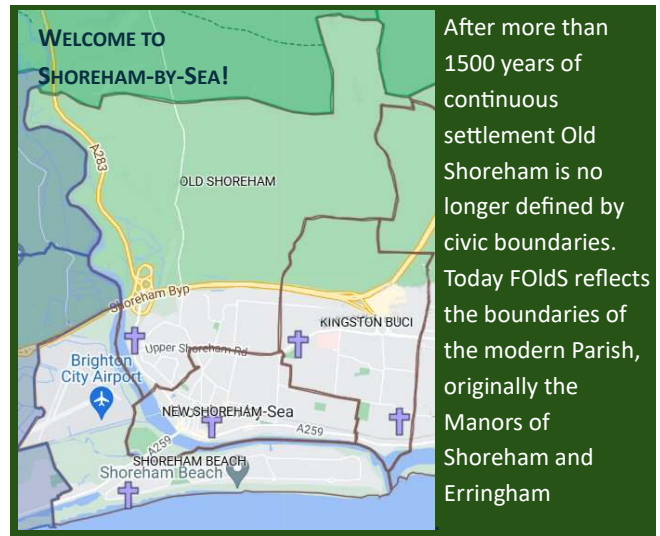 WELCOME TO
SHOREHAM-BY-SEA!
A283
OLD SHOREHAM
Shoreham Byp
KINGSTON BUCI
Upper Shoreham Rd
Brighton
City Airport
NEW SHOREHAM-Sea
A259
A259
SHOREHAM BEACH
Shoreham Beach
After more than
1500 years of
continuous
settlement Old
Shoreham is no
longer defined by
civic boundaries.
Today FOldS reflects
the boundaries of
the modern Parish,
originally the
Manors of
Shoreham and
Erringham